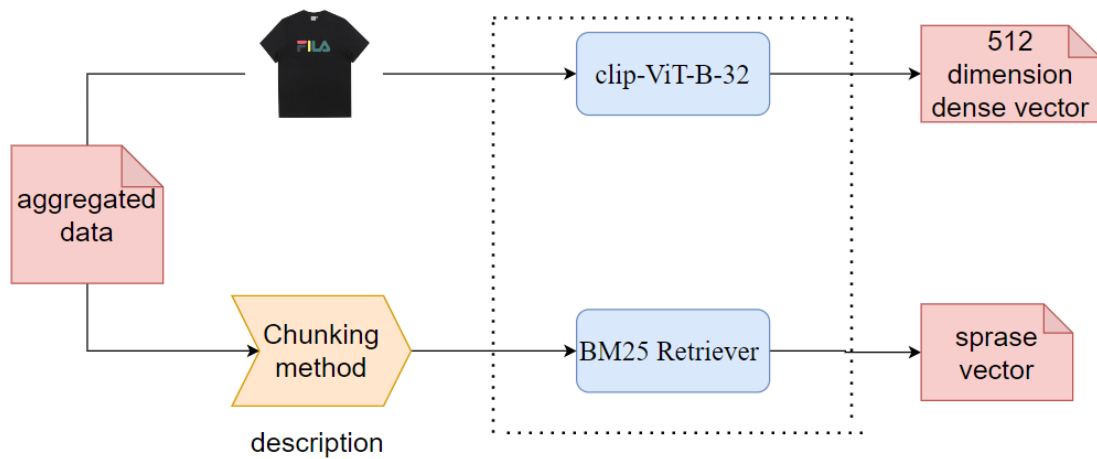 FILA
clip-ViT-B-32
512
dimension
dense vector
aggregated
data
Chunking
method
BM25 Retriever
sprase
vector
description